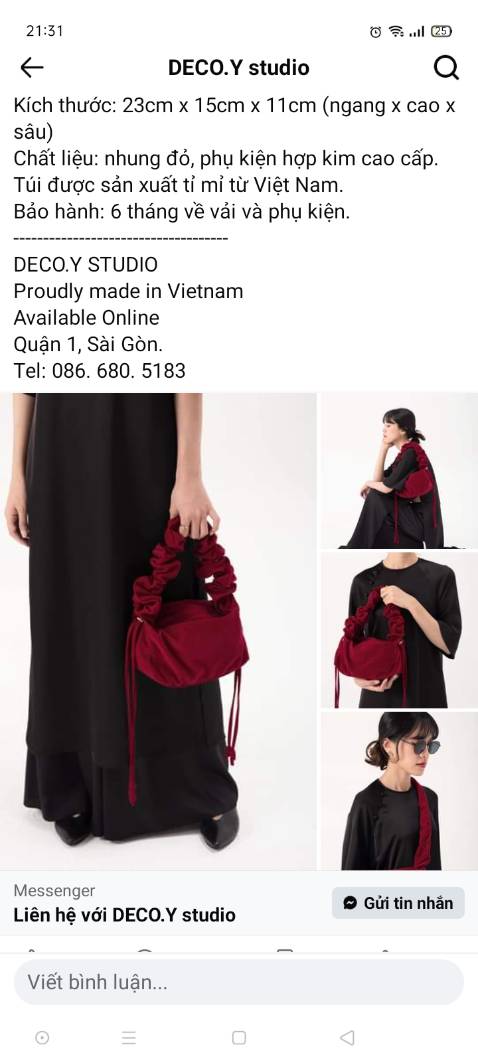 21:31
25
DECO.Y studio
Kích thước: 23cm x 15cm x 11cm (ngang x cao x
sâu)
Chất liệu: nhung đỏ, phụ kiện hợp kim cao cấp.
Túi được sản xuất tỉ mỉ từ Việt Nam.
Bảo hành: 6 tháng về vải và phụ kiện.
------------------------------------
DECO.Y STUDIO
Proudly made in Vietnam
Available Online
Quận 1, Sài Gòn.
Tel: 086. 680. 5183
Messenger
Liên hệ với DECO.Y studio
Gửi tin nhắn
Viết bình luận...